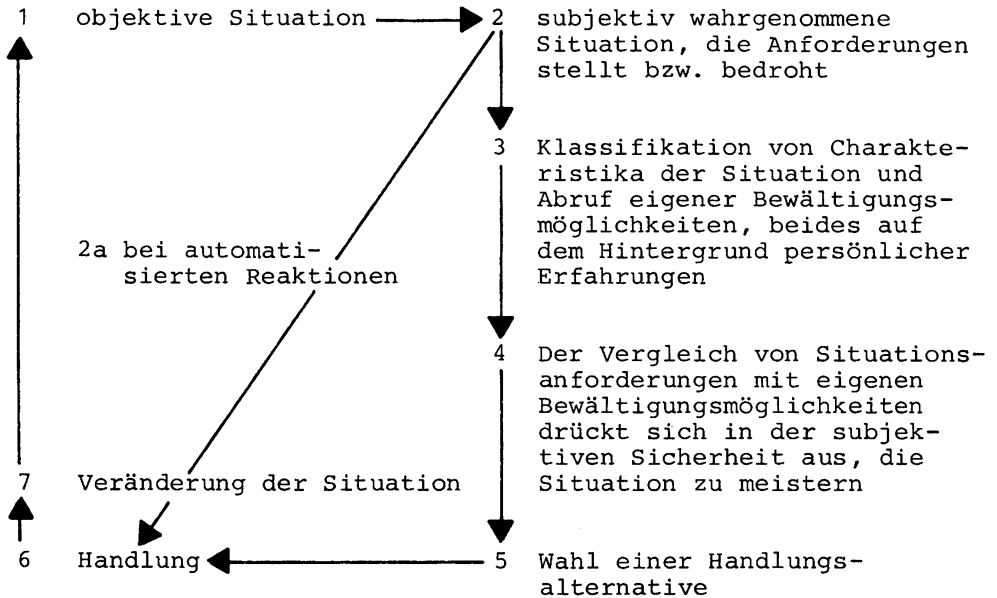 1 objektive Situation
2 subjektiv wahrgenommene
Situation, die Anforderungen
stellt bzw. bedroht
3 Klassifikation von Charakte-
ristika der Situation und
Abruf eigener Bewältigungs-
möglichkeiten, beides auf
dem Hintergrund persönlicher
Erfahrungen
2a bei automati-
sierten Reaktionen
4 Der Vergleich von Situations-
anforderungen mit eigenen
Bewältigungsmöglichkeiten
drückt sich in der subjek-
tiven Sicherheit aus, die
Situation zu meistern
7 Veränderung der Situation
6 Handlung
5 Wahl einer Handlungs-
alternative